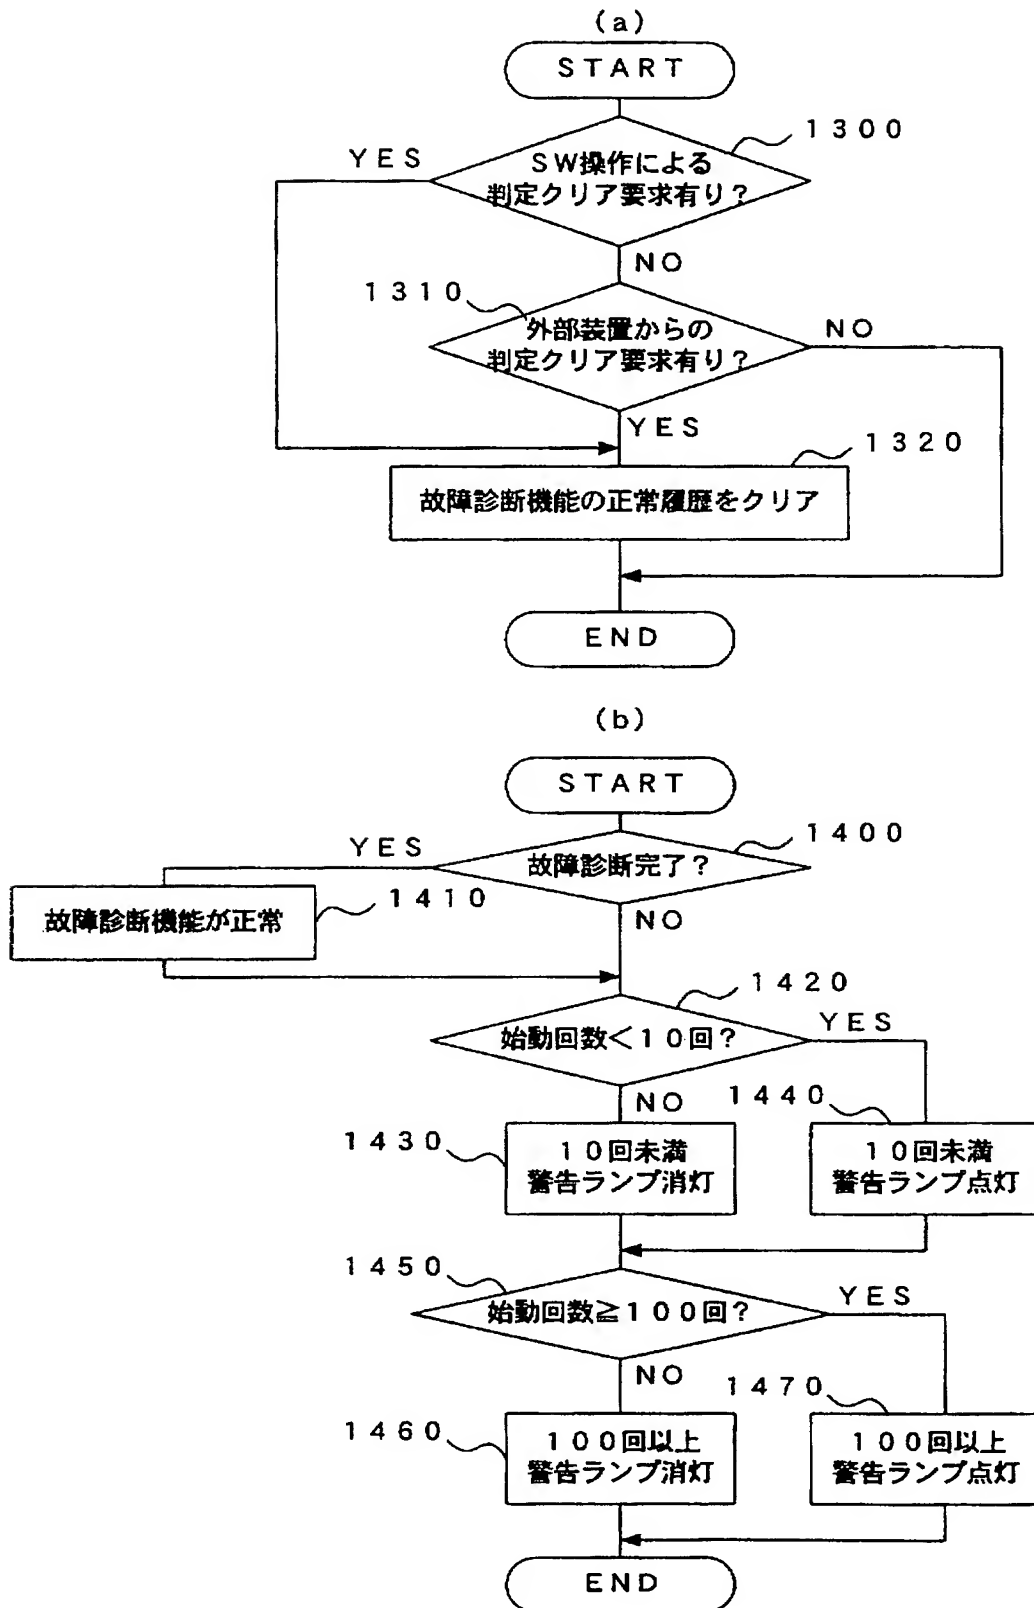 (a)
START
1300
YES
SW操作による
判定クリア要求有り?
NO
1310
外部装置からの
判定クリア要求有り?
NO
YES
1320
故障診断機能の正常履歴をクリア
END
(b)
START
1400
YES
故障診断完了?
1410
故障診断機能が正常
NO
1420
始動回数<10回?
YES
NO
1440
1430
10回未満
警告ランプ消灯
10回未満
警告ランプ点灯
1450
始動回数≧100回?
YES
NO
1470
1460
100回以上
警告ランプ消灯
100回以上
警告ランプ点灯
END